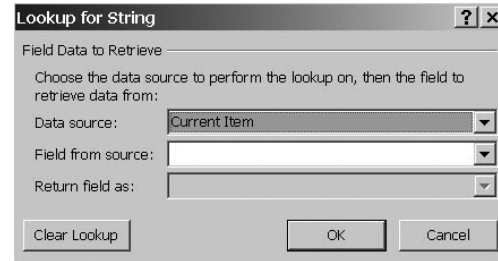 Lookup for String
Field Data to Retrieve
Choose the data source to perform the lookup on, then the field to
retrieve data from:
Data source: Current Item
Field from source:
Return field as:
Clear Lookup OK Cancel